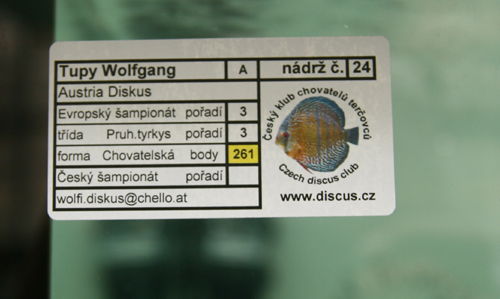 Tupy Wolfgang A nádrž č. 24
Austria Diskus
Evropský šampionát pořadí 3
třída Pruh.tyrkys pořadí 3
forma Chovatelská body 261
Český šampionát pořadí
wolfi.diskus@chello.at
Český klub chovatelů terčovců
Czech discus club
www.discus.cz